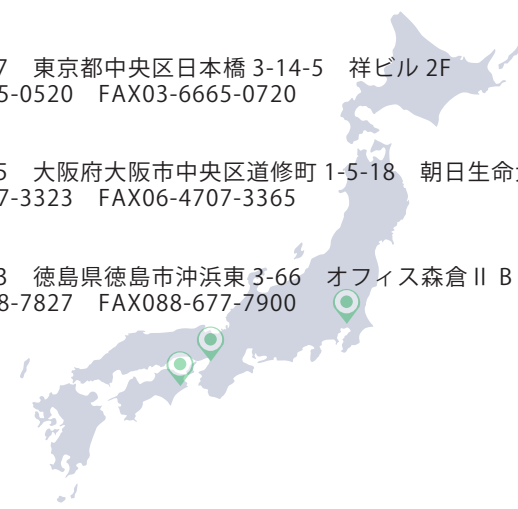 7　東京都中央区日本橋 3-14-5　祥ビル 2F
5-0520　FAX03-6665-0720
5　大阪府大阪市中央区道修町 1-5-18　朝日生命
7-3323　FAX06-4707-3365
3　徳島県徳島市沖浜東 3-66　オフィス森倉Ⅱ B
8-7827　FAX088-677-7900